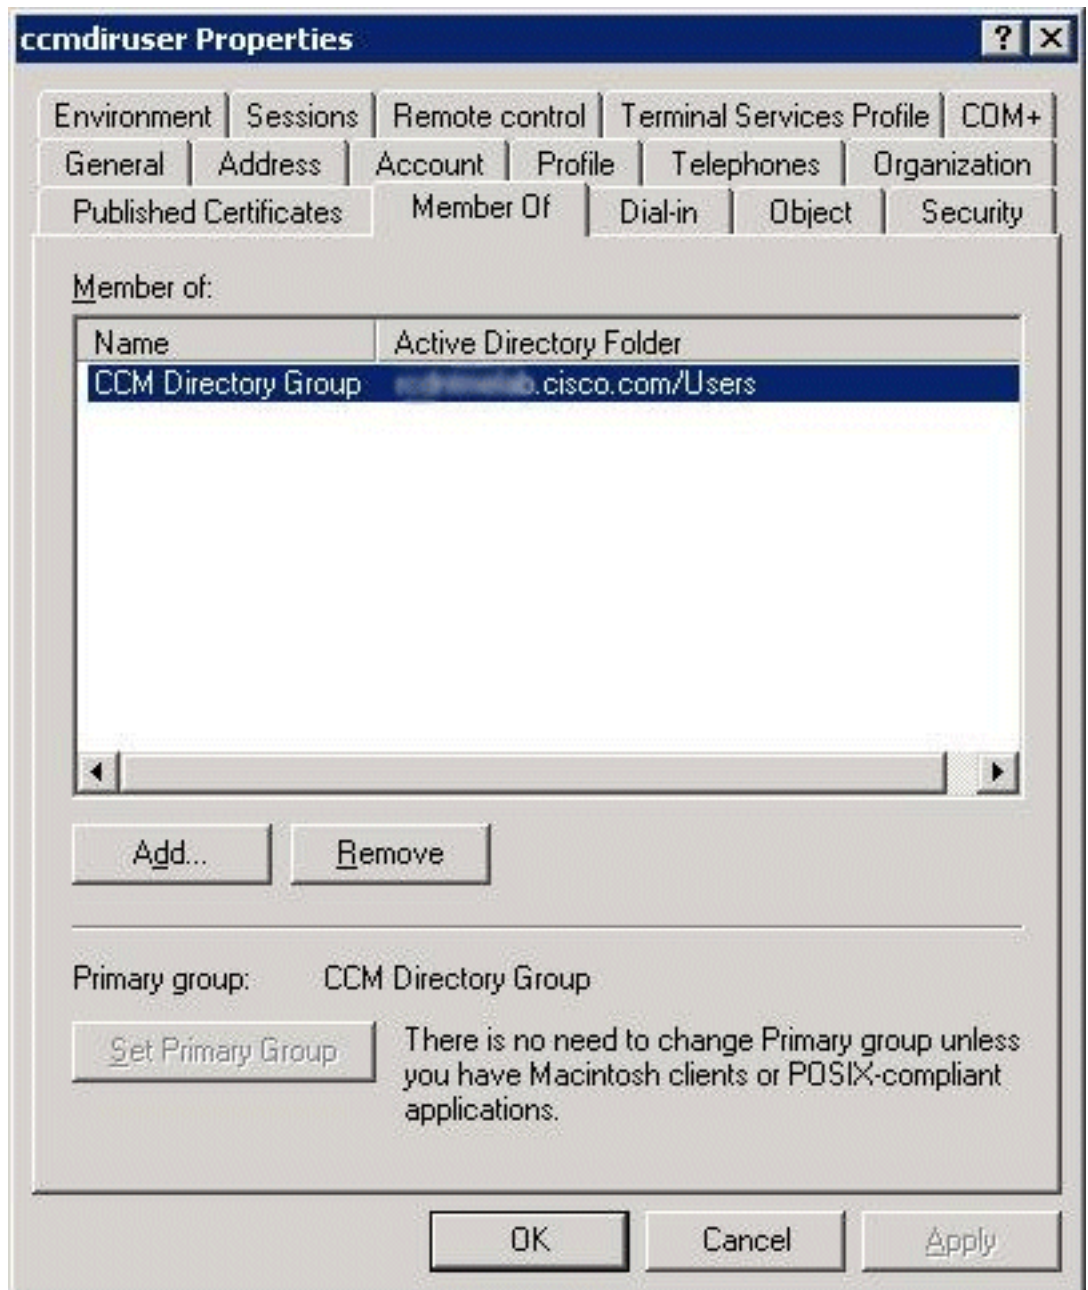 ccmdiruser Properties
Environment Sessions Remote control Terminal Services Profile COM+
General Address Account Profile Telephones Organization
Published Certificates Member Of Dial-in Object Security
Member of:
Name Active Directory Folder
CCM Directory Group .cisco.com/Users
Add... Remove
Primary group: CCM Directory Group
Set Primary Group
There is no need to change Primary group unless
you have Macintosh clients or POSIX-compliant
applications.
OK Cancel Apply